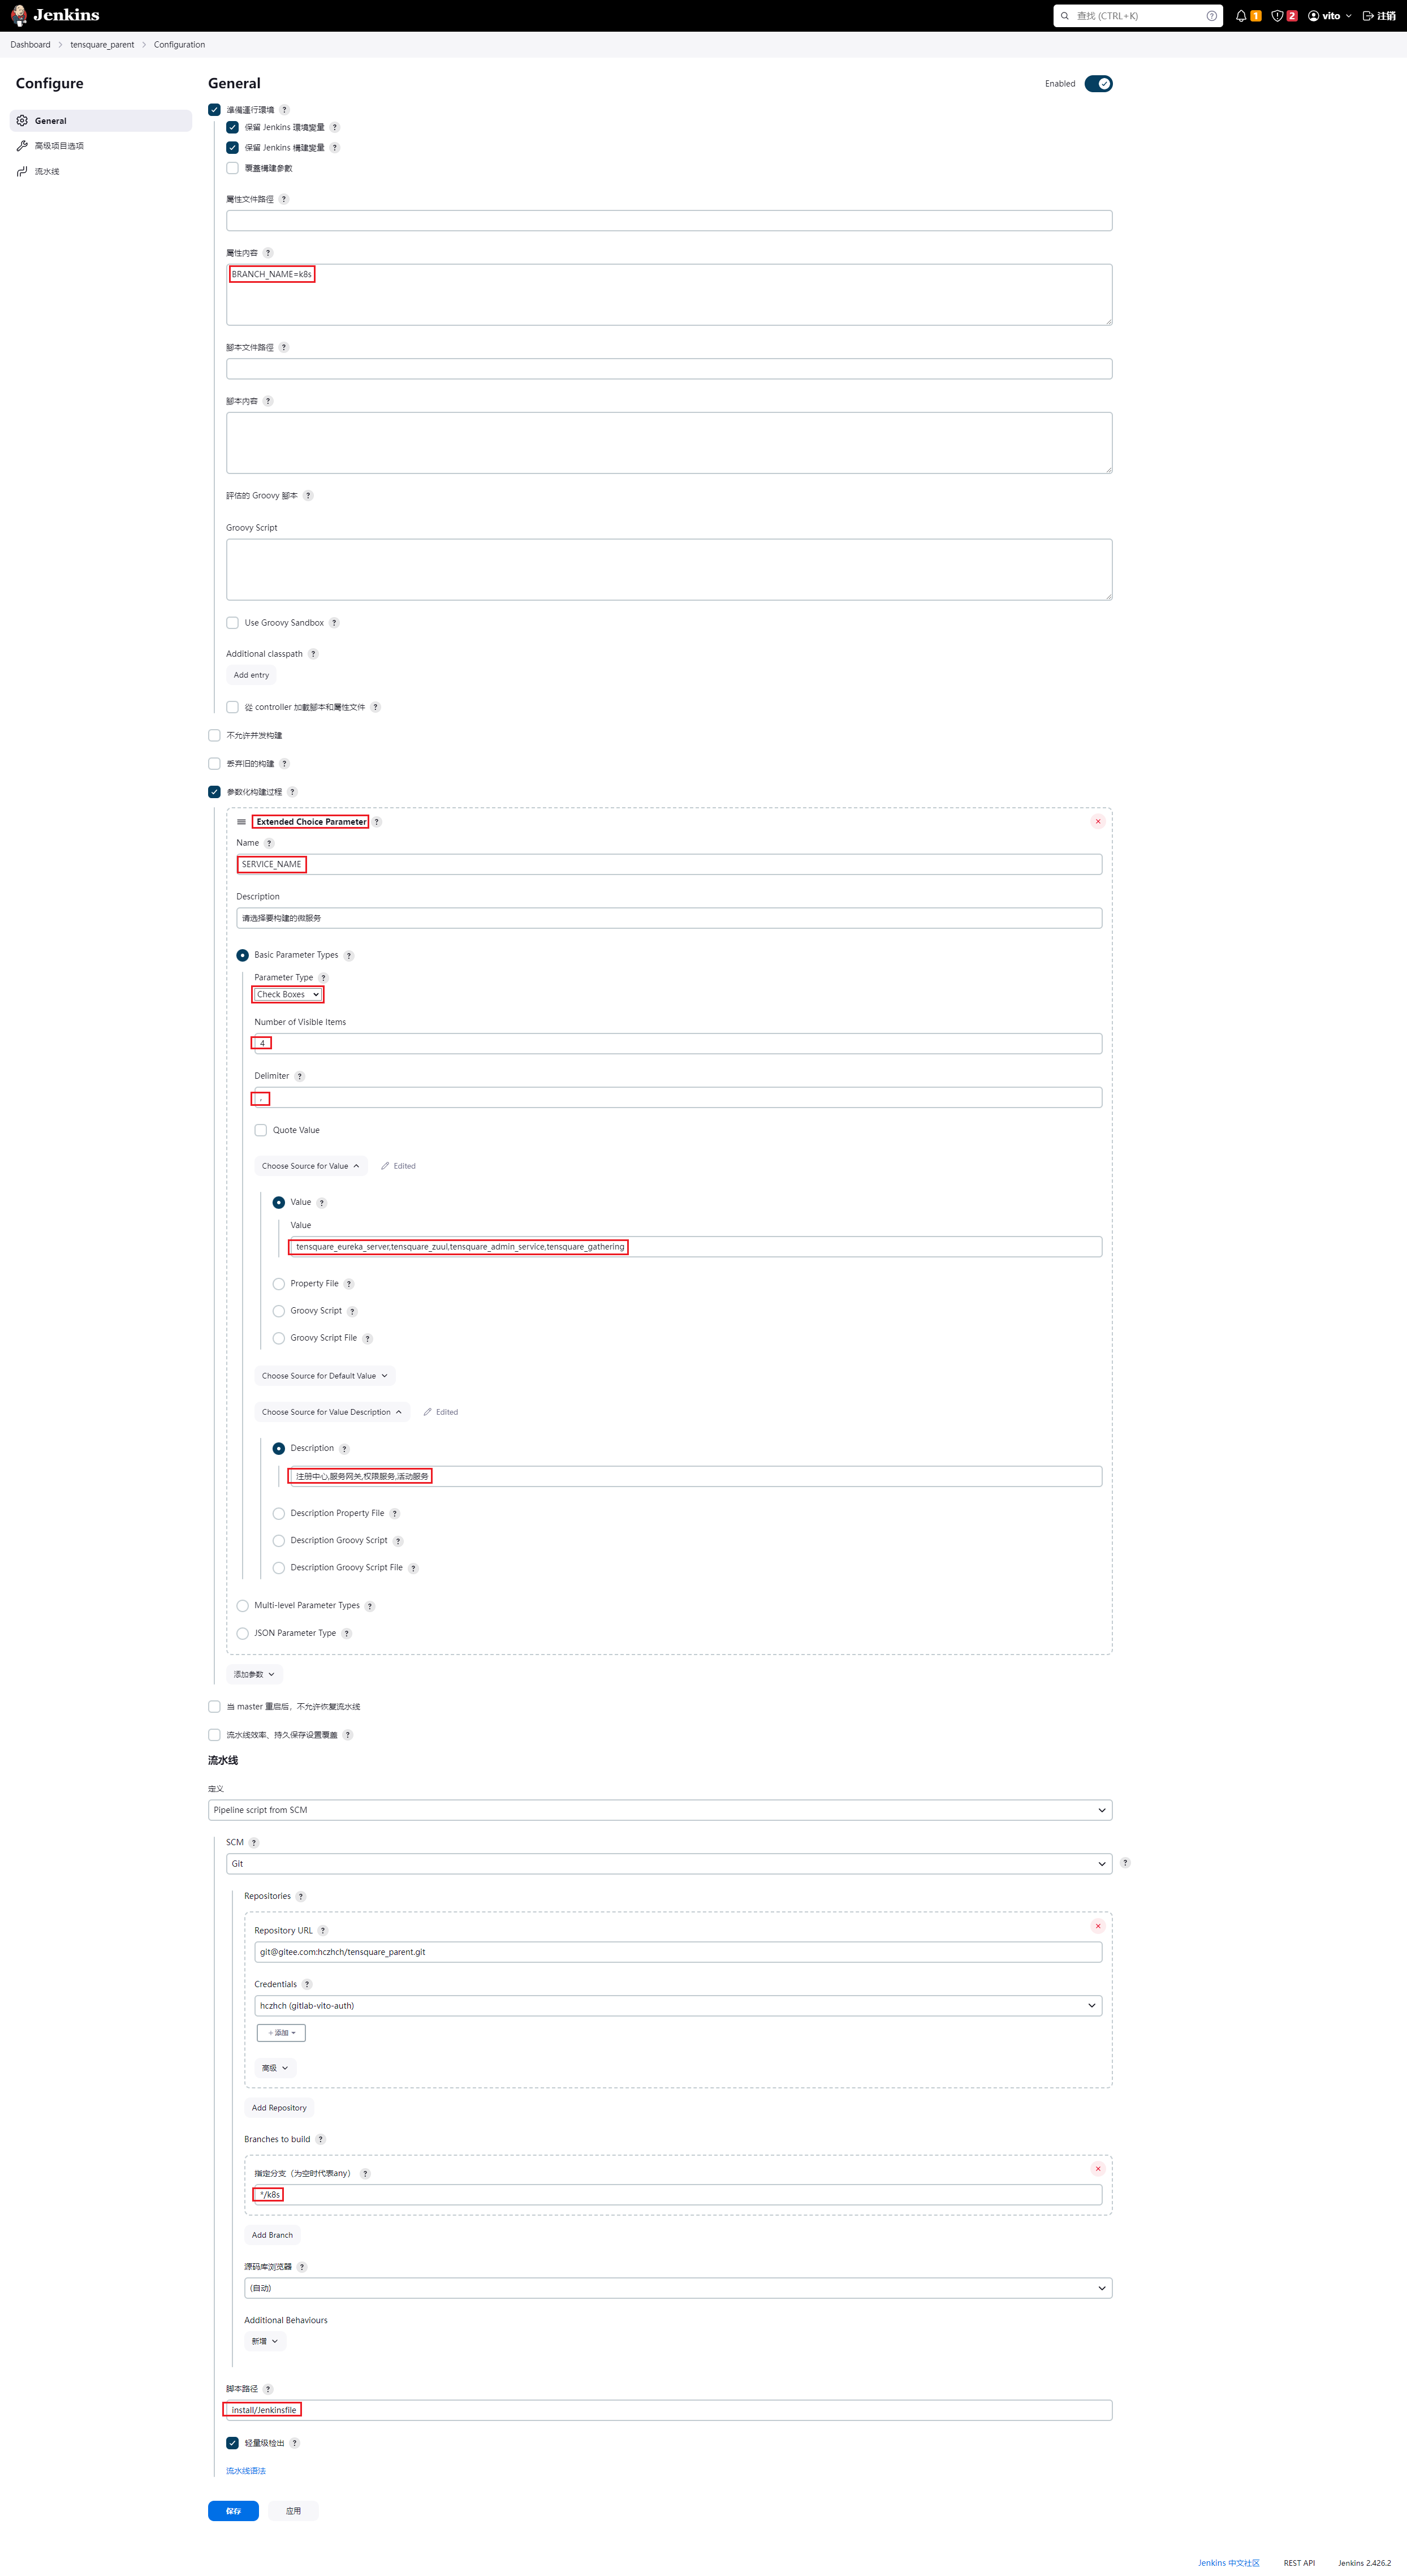 Jenkins
查找 (CTRL+K)
1
2
vito
注销
Dashboard
tensquare_parent
Configuration
Configure
General
高级项目选项
流水线
General
Enabled
準備運行環境 ?
保留 Jenkins 環境變量 ?
保留 Jenkins 構建變量 ?
覆蓋構建參數
屬性文件路徑 ?
屬性内容 ?
BRANCH_NAME=k8s
腳本文件路徑 ?
腳本内容 ?
評估的 Groovy 腳本 ?
Groovy Script
Use Groovy Sandbox ?
Additional classpath ?
Add entry
從 controller 加載腳本和屬性文件 ?
不允许并发构建
丢弃旧的构建 ?
参数化构建过程 ?
Extended Choice Parameter ?
Name ?
SERVICE_NAME
Description
请选择要构建的微服务
Basic Parameter Types ?
Parameter Type ?
Check Boxes
Number of Visible Items
4
Delimiter ?
,
Quote Value
Choose Source for Value
Edited
Value ?
Value
tensquare_eureka_server,tensquare_zuul,tensquare_admin_service,tensquare_gathering
Property File ?
Groovy Script ?
Groovy Script File ?
Choose Source for Default Value
Choose Source for Value Description
Edited
Description ?
注册中心,服务网关,权限服务,活动服务
Description Property File ?
Description Groovy Script ?
Description Groovy Script File ?
Multi-level Parameter Types ?
JSON Parameter Type ?
添加参数
当 master 重启后，不允许恢复流水线
流水线效率、持久保存设置覆盖 ?
流水线
定义
Pipeline script from SCM
SCM ?
Git
?
Repositories ?
Repository URL ?
git@gitee.com:hczhch/tensquare_parent.git
Credentials ?
hczhch (gitlab-vito-auth)
+ 添加
高级
Add Repository
Branches to build ?
指定分支（为空时代表any） ?
*/k8s
Add Branch
源码库浏览器 ?
(自动)
Additional Behaviours
新增
脚本路径 ?
install/Jenkinsfile
轻量级检出 ?
流水线语法
保存
应用
Jenkins 中文社区
REST API
Jenkins 2.426.2